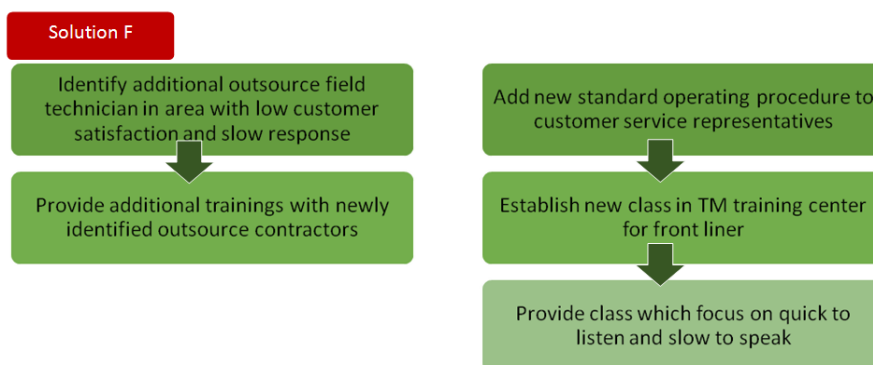 Solution F
Identify additional outsource field
technician in area with low customer
satisfaction and slow response
Provide additional trainings with newly
identified outsource contractors
Add new standard operating procedure to
customer service representatives
Establish new class in TM training center
for front liner
Provide class which focus on quick to
listen and slow to speak